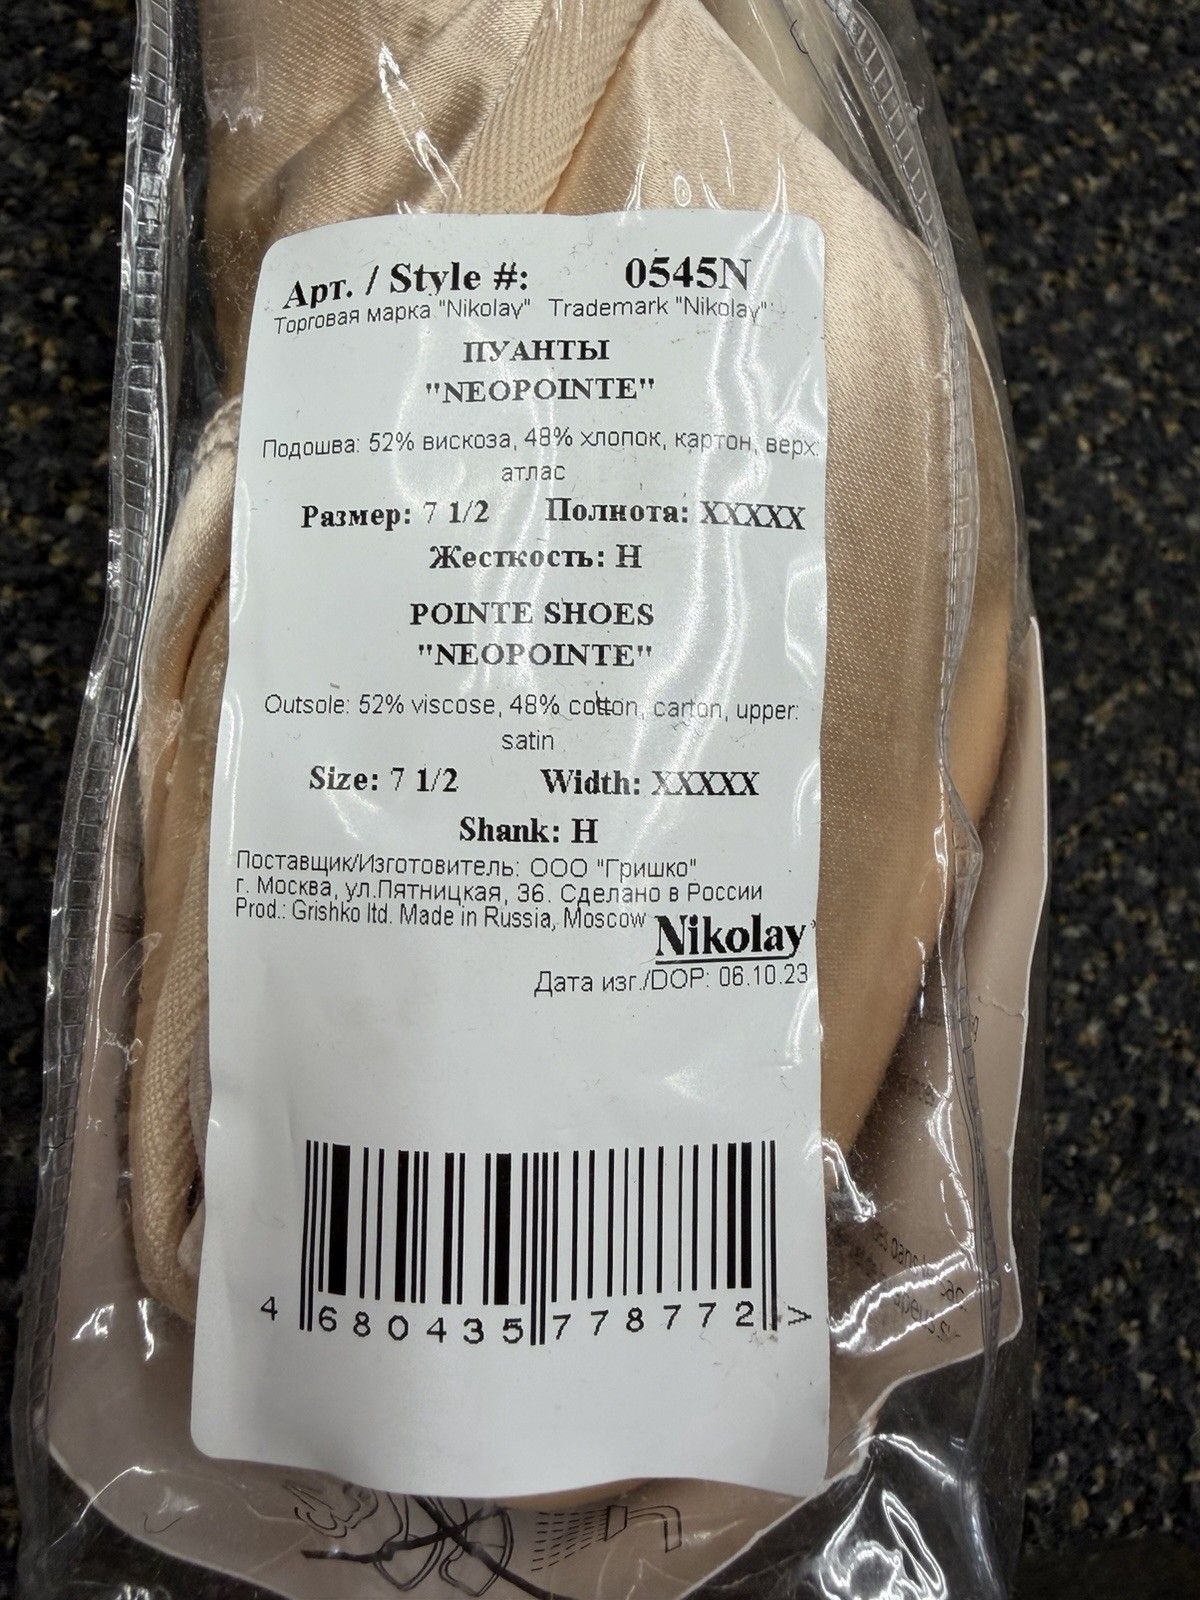 Арт. / Style #: 0545N
Торговая марка "Nikolay" Trademark "Nikolay"
ПУАНТЫ
"NEOPOINTE"
Подошва: 52% вискоза, 48% хлопок, картон, верх:
атлас
Размер: 7 1/2 Полнота: XXXXX
Жесткость: H
POINTE SHOES
"NEOPOINTE"
Outsole: 52% viscose, 48% cotton, carton, upper:
satin
Size: 7 1/2 Width: XXXXX
Shank: H
Поставщик/Изготовитель: ООО "Гришко"
г. Москва, ул.Пятницкая, 36. Сделано в России
Prod.: Grishko ltd. Made in Russia, Moscow
Nikolay
Дата изг./DOP: 06.10.23
4 680435 778772 >